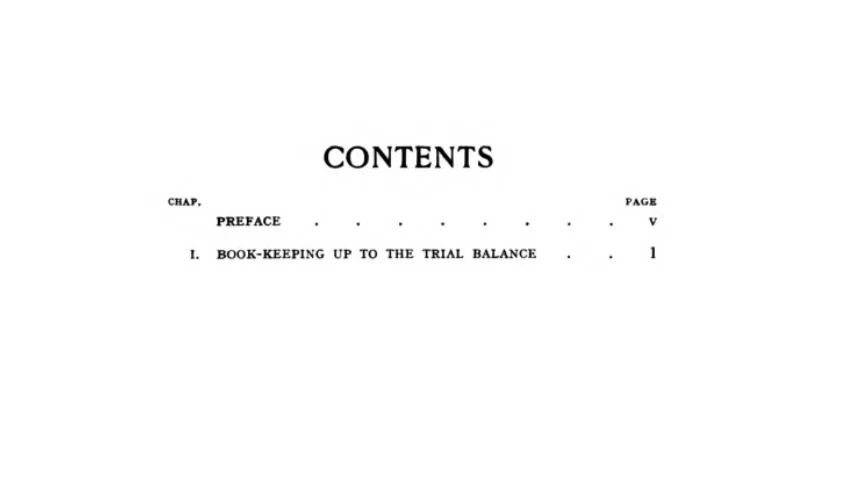 CONTENTS
CHAP. PAGE
PREFACE . . . . . . . . v
I. BOOK-KEEPING UP TO THE TRIAL BALANCE . . 1